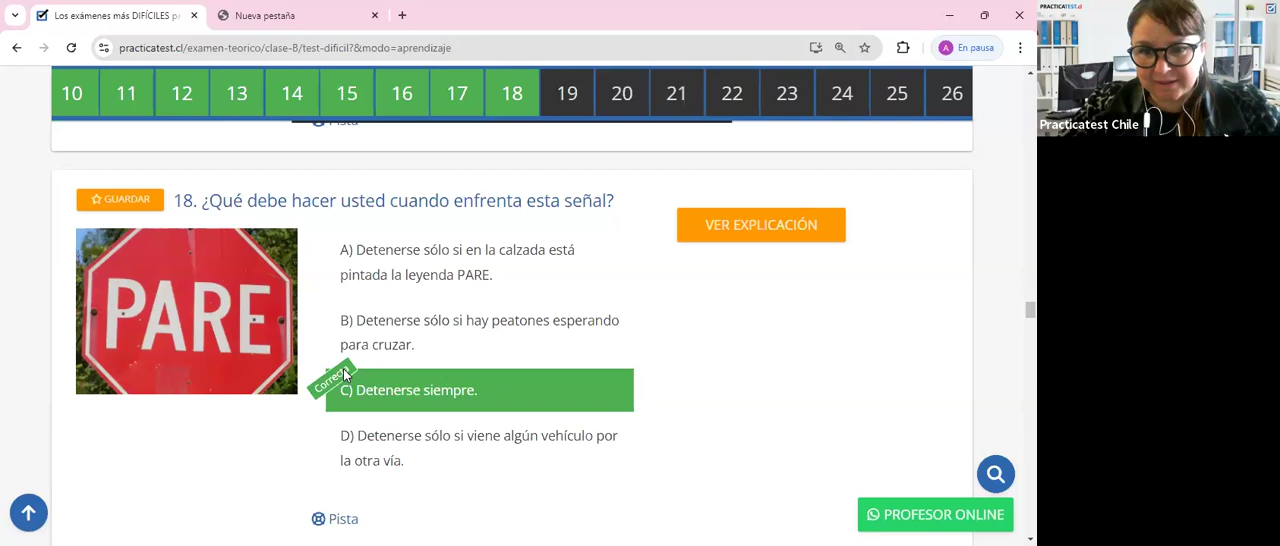 Los exámenes más DIFÍCILES pa
Nueva pestaña
practicatest.cl/examen-teorico/clase-B/test-dificil?&modo=aprendizaje
A
En pausa
PRACTICATEST.cl
10 11 12 13 14 15 16 17 18 19 20 21 22 23 24 25 26
Practicatest Chile
Pista
GUARDAR
18. ¿Qué debe hacer usted cuando enfrenta esta señal?
VER EXPLICACIÓN
PARE
A) Detenerse sólo si en la calzada está
pintada la leyenda PARE.
B) Detenerse sólo si hay peatones esperando
para cruzar.
C) Detenerse siempre.
D) Detenerse sólo si viene algún vehículo por
la otra vía.
Pista
PROFESOR ONLINE